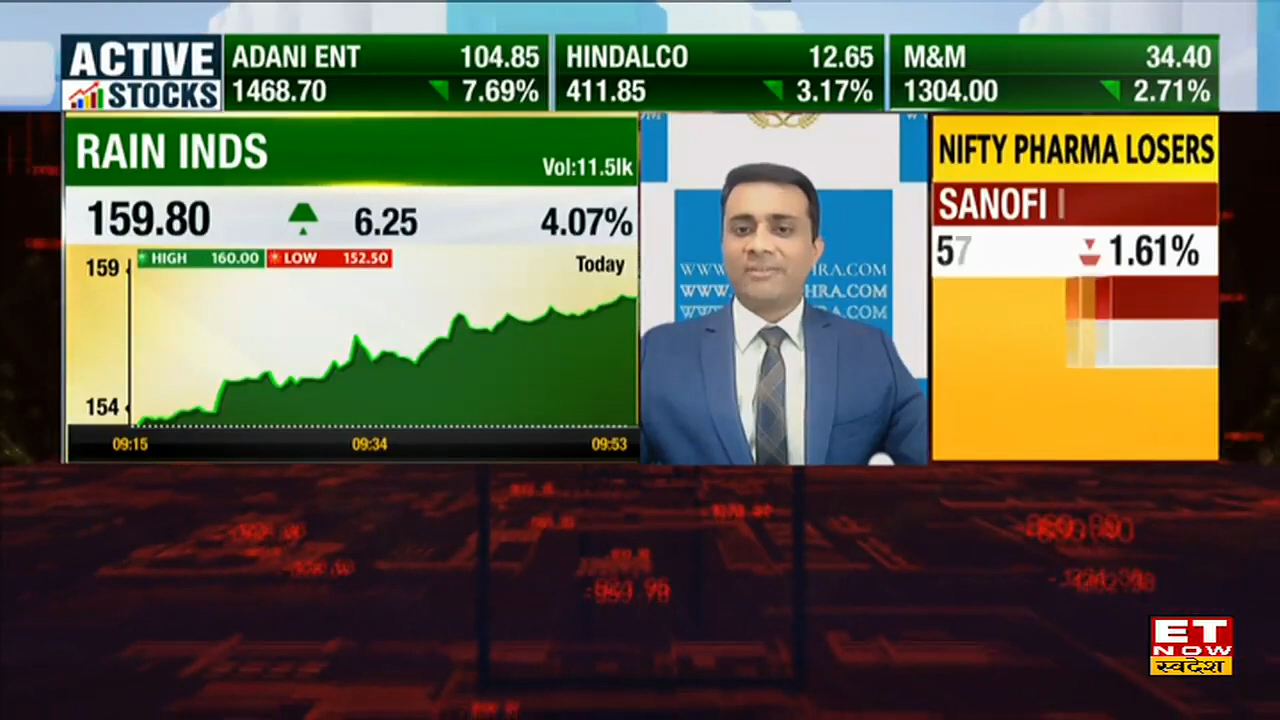 ACTIVE
STOCKS
ADANI ENT 104.85
1468.70 7.69%
HINDALCO 12.65
411.85 3.17%
M&M 34.40
1304.00 2.71%
RAIN INDS
Vol:11.5lk
159.80 6.25 4.07%
HIGH 160.00 LOW 152.50
Today
159
154
09:15 09:34 09:53
NIFTY PHARMA LOSERS
SANOFI
57 1.61%
ET
NOW
स्वदेश